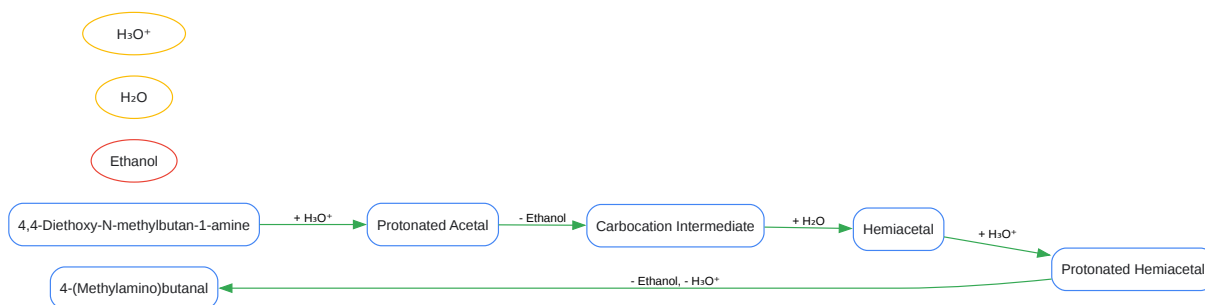 H₃O⁺
H₂O
Ethanol
4,4-Diethoxy-N-methylbutan-1-amine
+ H₃O⁺
Protonated Acetal
- Ethanol
Carbocation Intermediate
+ H₂O
Hemiacetal
+ H₃O⁺
Protonated Hemiacetal
- Ethanol, - H₃O⁺
4-(Methylamino)butanal